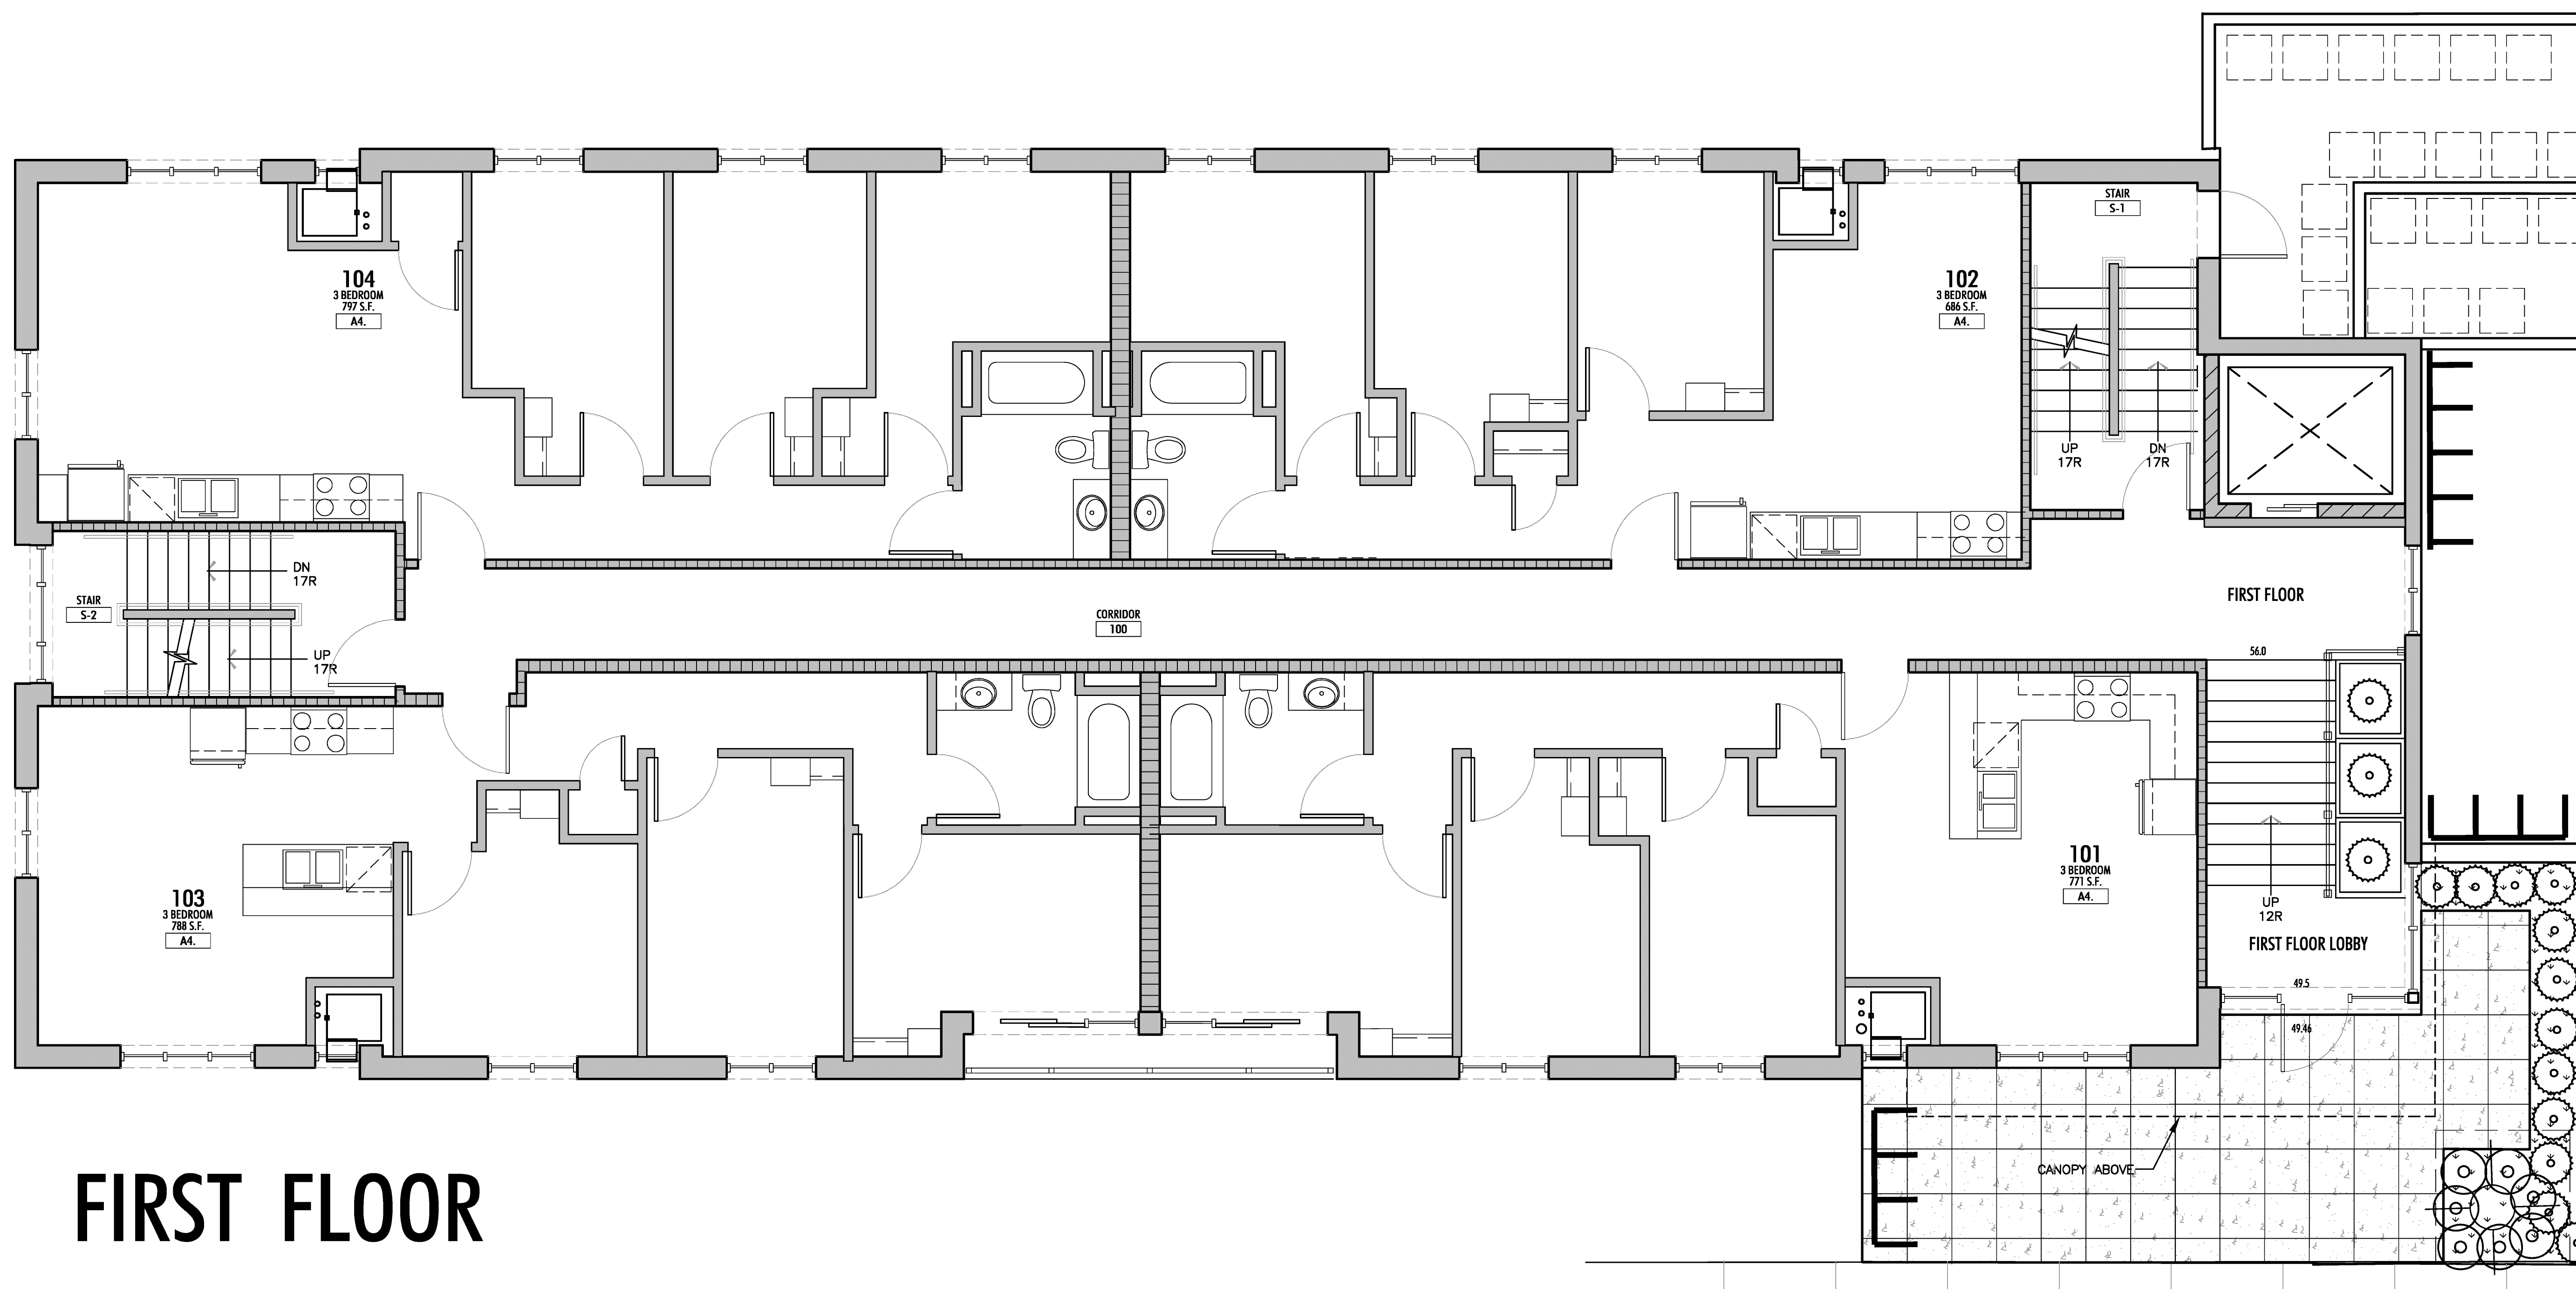 STAIR
S-1
104
3 BEDROOM
797 S.F.
A4.
102
3 BEDROOM
686 S.F.
A4.
UP
17R
DN
17R
DN
17R
STAIR
S-2
UP
17R
CORRIDOR
100
FIRST FLOOR
56.0
103
3 BEDROOM
788 S.F.
A4.
101
3 BEDROOM
771 S.F.
A4.
UP
12R
FIRST FLOOR LOBBY
49.5
49.46
CANOPY ABOVE
FIRST FLOOR